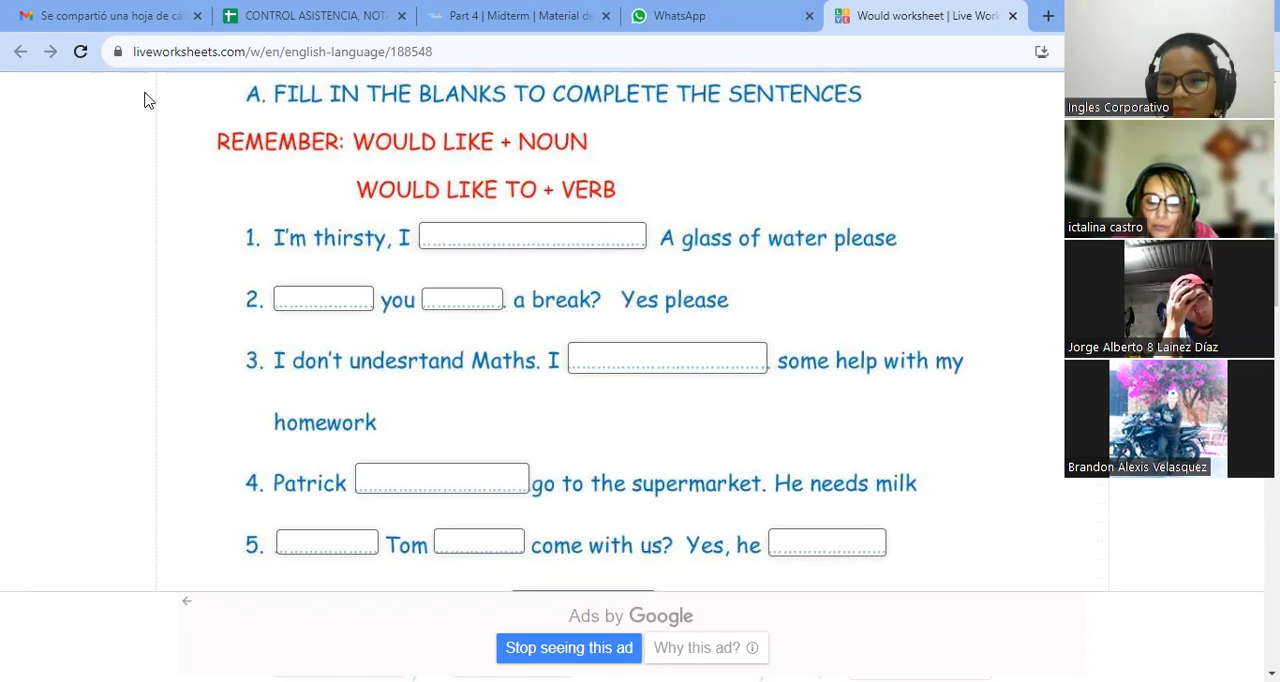 Se compartió una hoja de cá
CONTROL ASISTENCIA, NOTA
Part 4 | Midterm | Material de
WhatsApp
Would worksheet | Live Work
liveworksheets.com/w/en/english-language/188548
A. FILL IN THE BLANKS TO COMPLETE THE SENTENCES
REMEMBER: WOULD LIKE + NOUN
WOULD LIKE TO + VERB
1. I'm thirsty, I A glass of water please
2. you a break? Yes please
3. I don't undesrtand Maths. I some help with my
homework
4. Patrick go to the supermarket. He needs milk
5. Tom come with us? Yes, he
Ads by Google
Stop seeing this ad
Why this ad?
Ingles Corporativo
ictalina castro
Jorge Alberto 8 Lainez Díaz
Brandon Alexis Velasquez